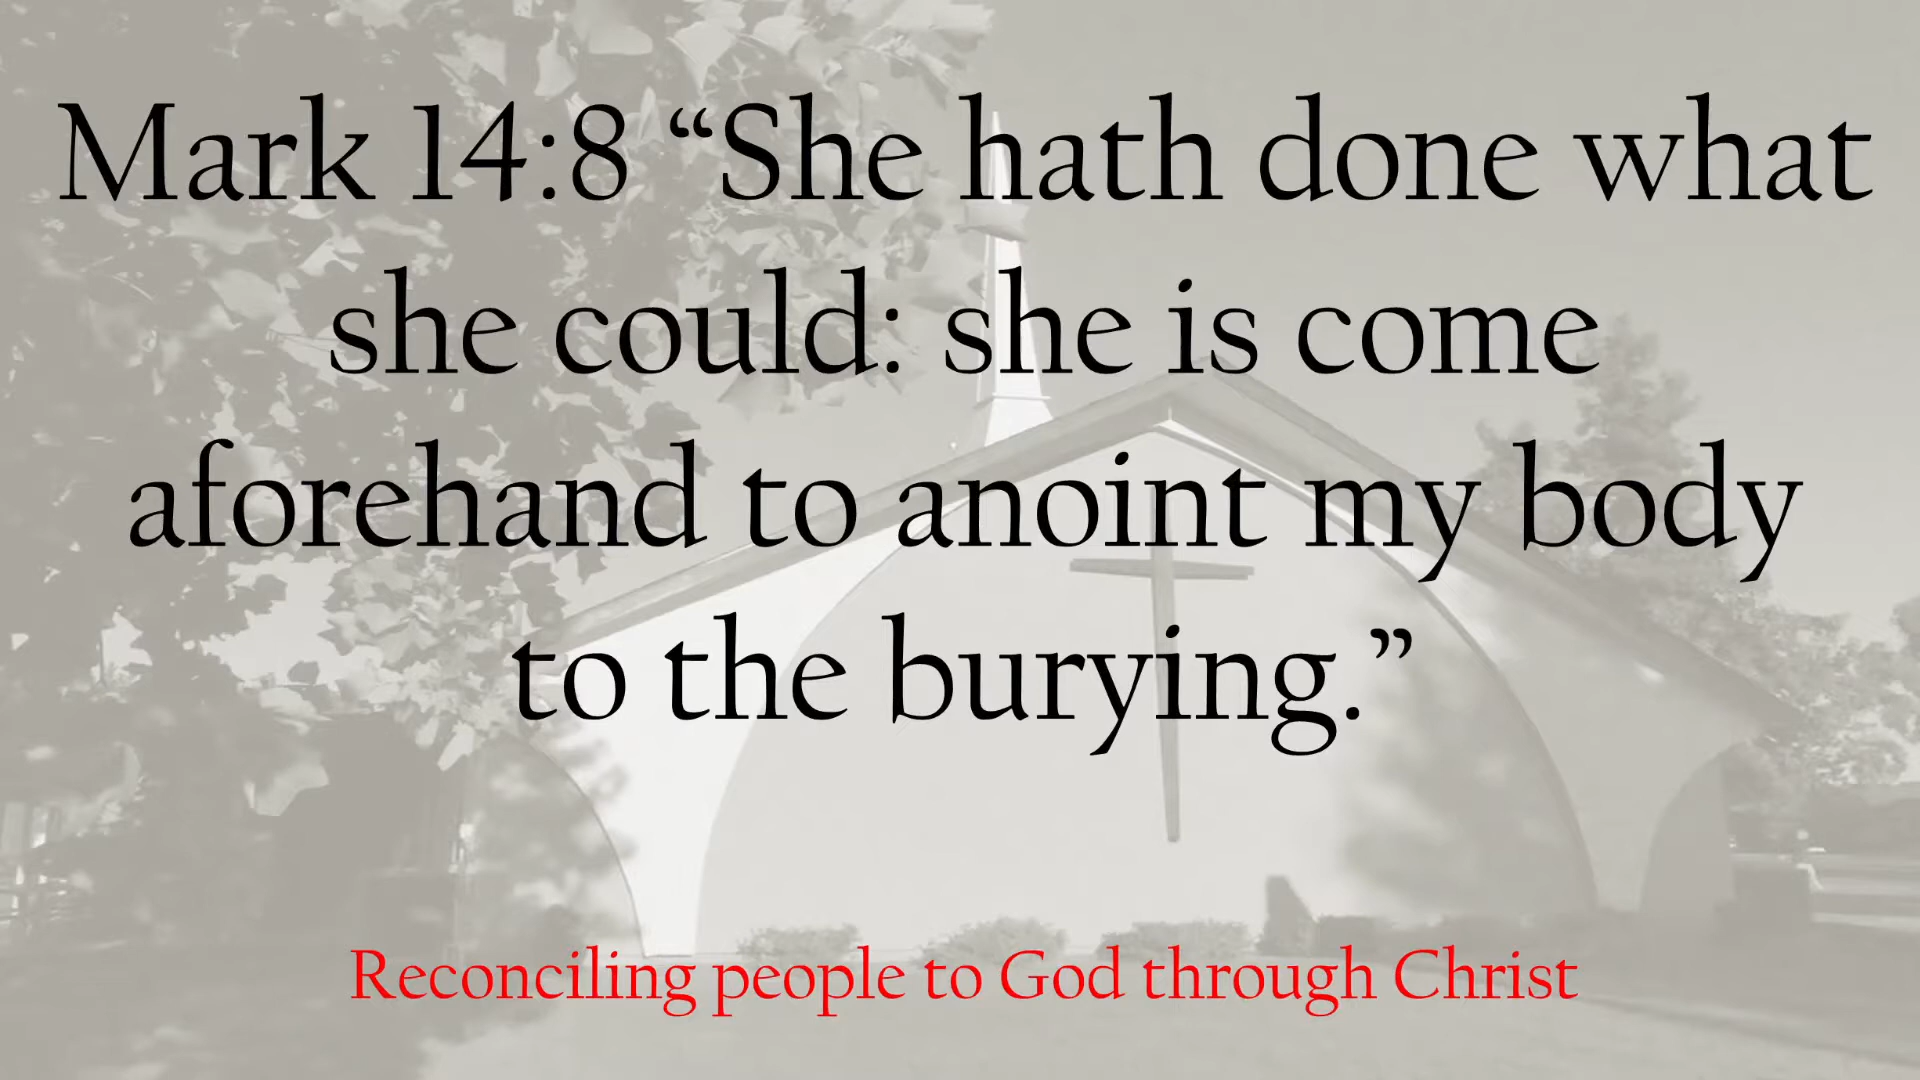 Mark 14:8 “She hath done what
she could: she is come
aforehand to anoint my body
to the burying.”
Reconciling people to God through Christ